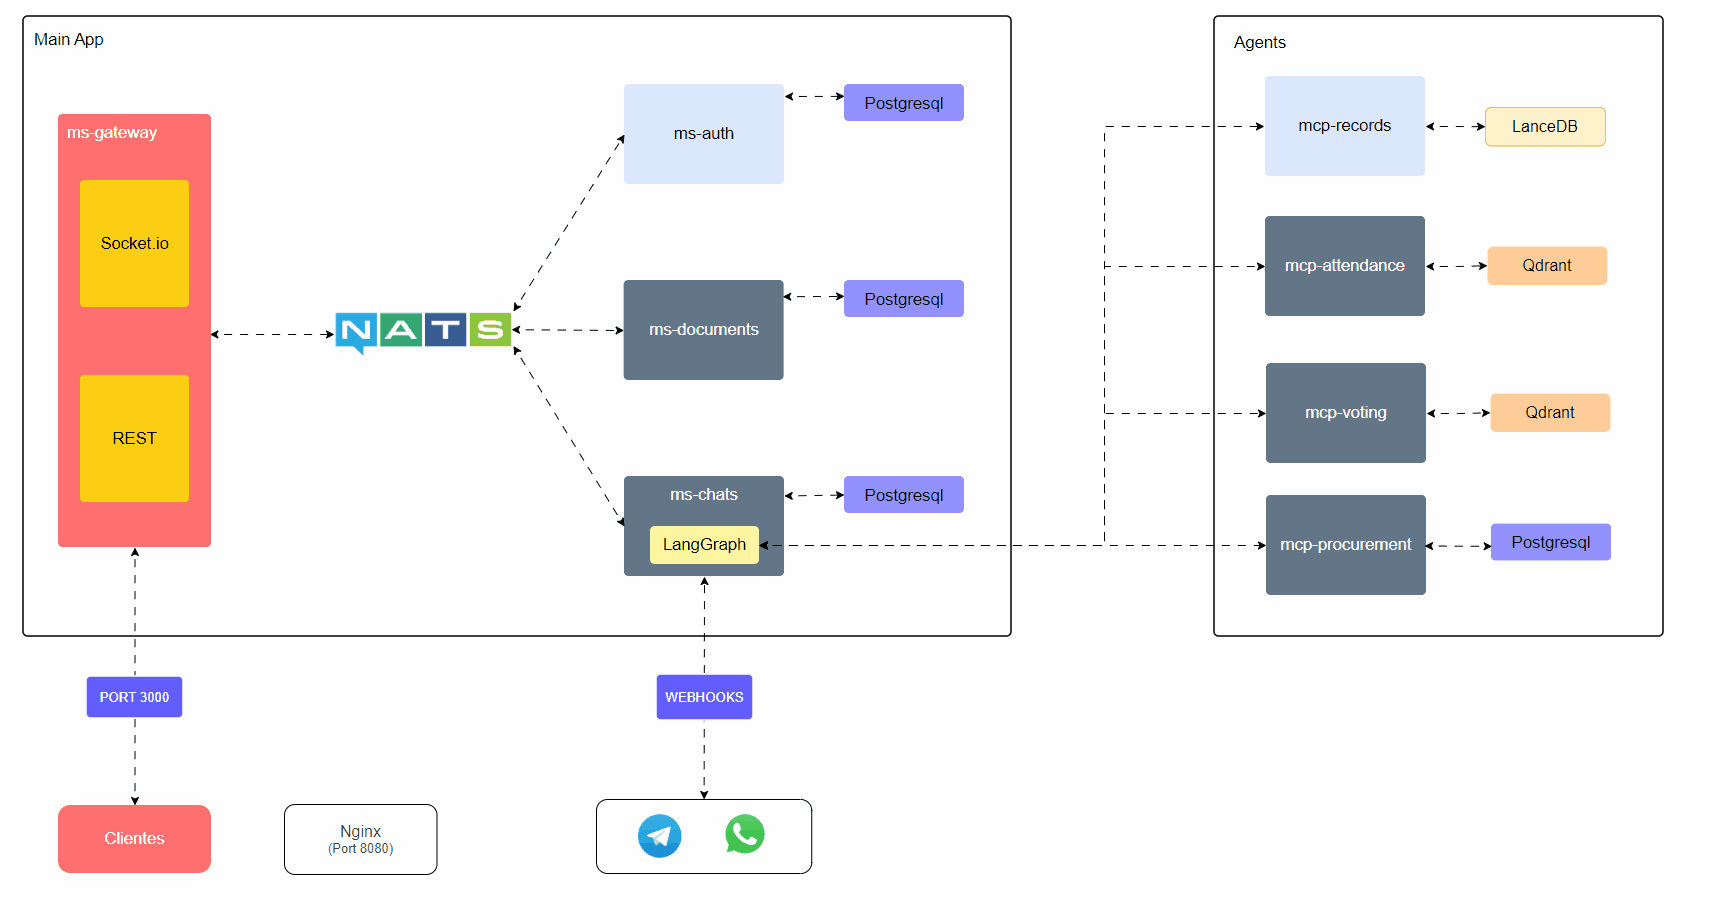 Main App
ms-gateway
Socket.io
REST
NATS
ms-auth
Postgresql
ms-documents
Postgresql
ms-chats
LangGraph
Postgresql
Agents
mcp-records
LanceDB
mcp-attendance
Qdrant
mcp-voting
Qdrant
mcp-procurement
Postgresql
PORT 3000
WEBHOOKS
Clientes
Nginx
(Port 8080)